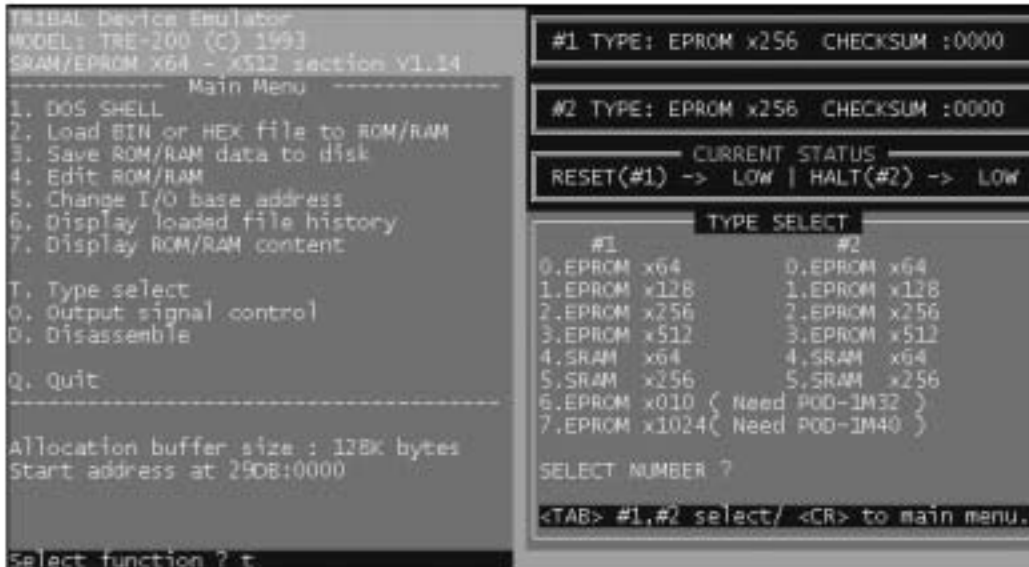 TRIBAL Device Emulator
MODEL: TRE-200 (C) 1993
SRAM/EPROM X64 - X512 section V1.14
------------ Main Menu ------------
1. DOS SHELL
2. Load BIN or HEX file to ROM/RAM
3. Save ROM/RAM data to disk
4. Edit ROM/RAM
5. Change I/O base address
6. Display loaded file history
7. Display ROM/RAM content
T. Type select
O. Output signal control
D. Disassemble
Q. Quit
Allocation buffer size : 128K bytes
Start address at 29DB:0000
Select function ? t
#1 TYPE: EPROM x256 CHECKSUM :0000
#2 TYPE: EPROM x256 CHECKSUM :0000
CURRENT STATUS
RESET(#1) -> LOW | HALT(#2) -> LOW
TYPE SELECT
#1 #2
0.EPROM x64 0.EPROM x64
1.EPROM x128 1.EPROM x128
2.EPROM x256 2.EPROM x256
3.EPROM x512 3.EPROM x512
4.SRAM x64 4.SRAM x64
5.SRAM x256 5.SRAM x256
6.EPROM x010 ( Need POD-1M32 )
7.EPROM x1024( Need POD-1M40 )
SELECT NUMBER ?
<TAB> #1,#2 select/ <CR> to main menu.